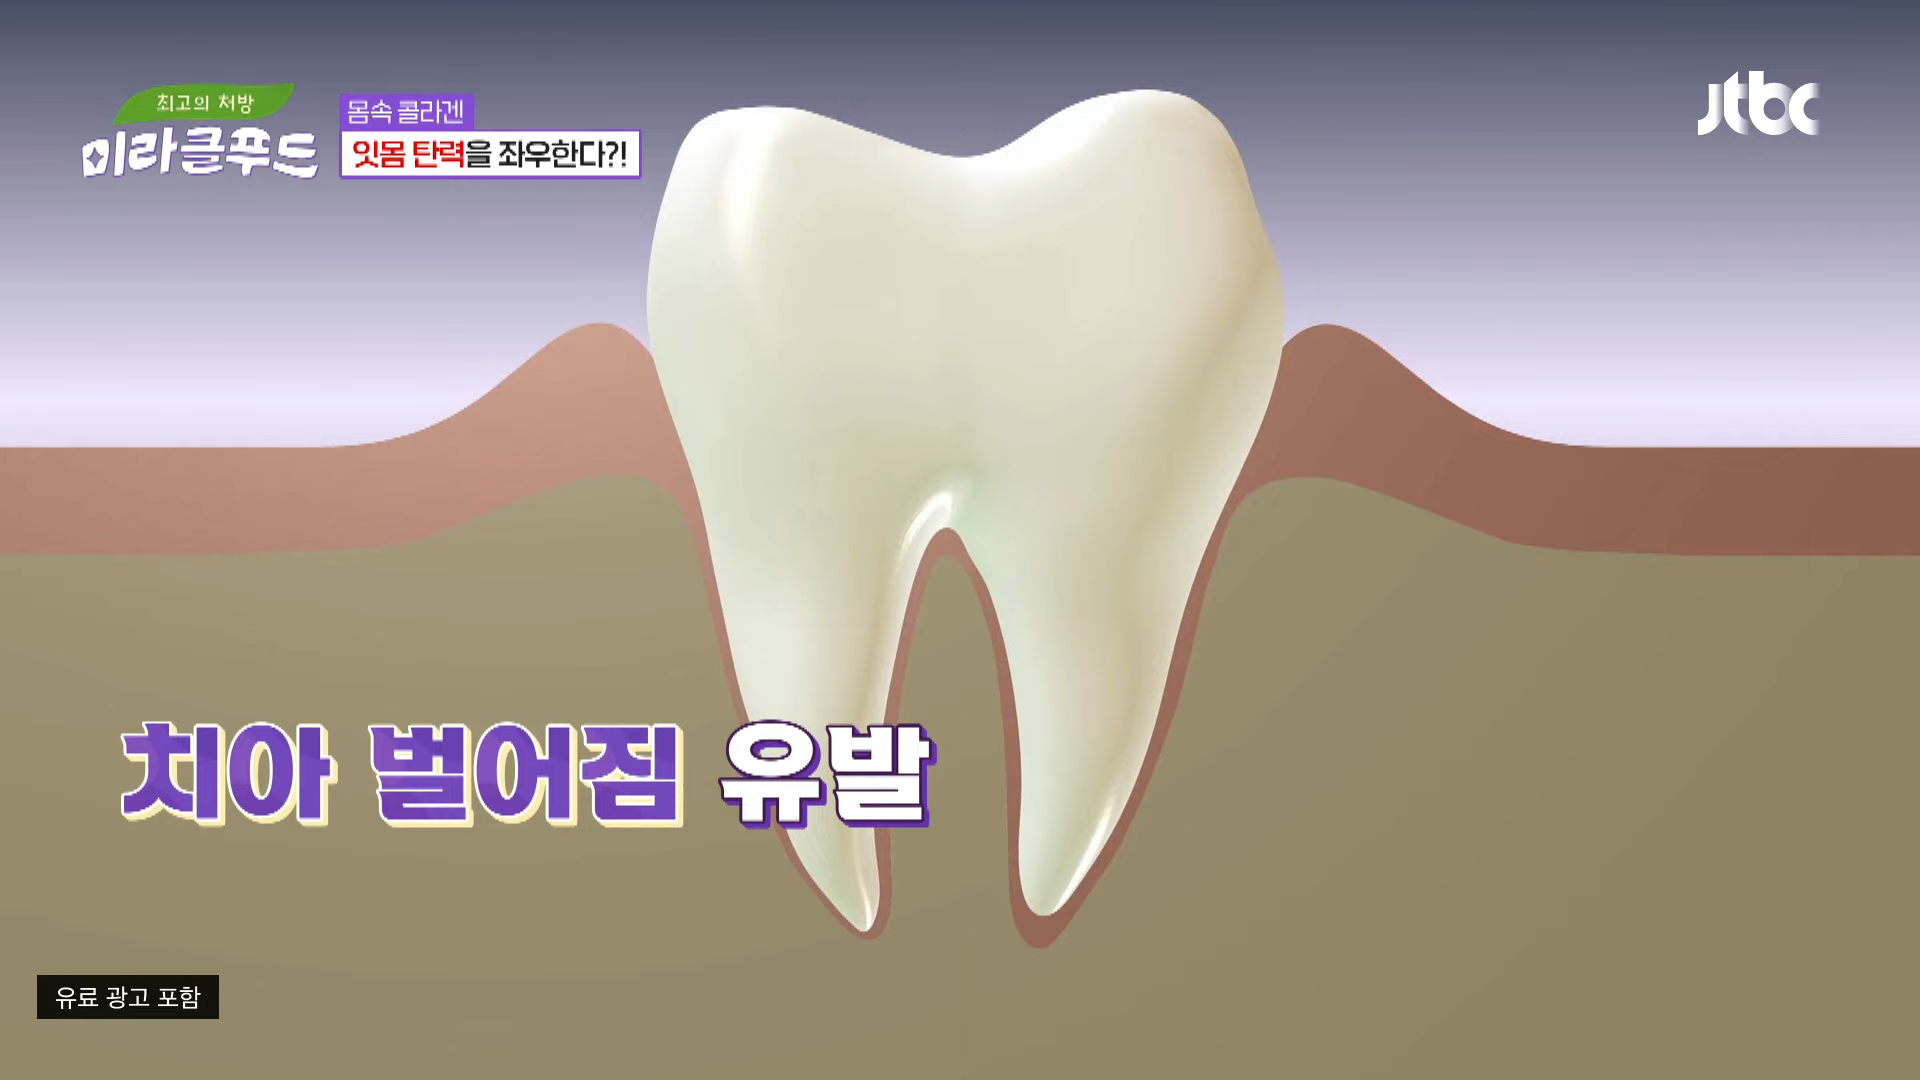 최고의 처방
미라클푸드
몸속 콜라겐
잇몸 탄력을 좌우한다?!
jtbc
치아 벌어짐 유발
유료 광고 포함